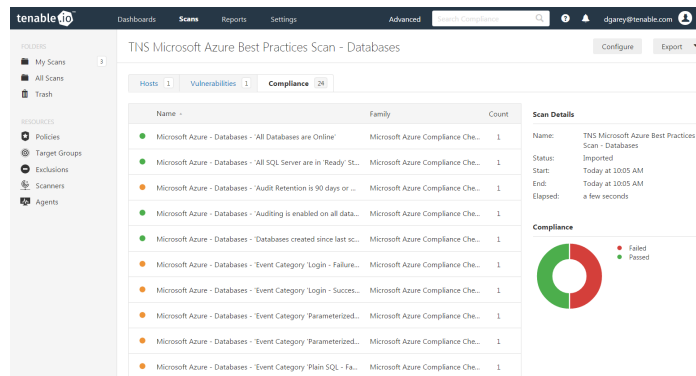 tenable.io
Dashboards Scans Reports Settings Advanced Search Compliance dgarey@tenable.com
FOLDERS
My Scans 3
All Scans
Trash
RESOURCES
Policies
Target Groups
Exclusions
Scanners
Agents
TNS Microsoft Azure Best Practices Scan - Databases
Configure Export
Hosts 1 Vulnerabilities 1 Compliance 24
Name Family Count
Microsoft Azure - Databases - 'All Databases are Online' Microsoft Azure Compliance Che... 1
Microsoft Azure - Databases - 'All SQL Server are in 'Ready' St... Microsoft Azure Compliance Che... 1
Microsoft Azure - Databases - 'Audit Retention is 90 days or ... Microsoft Azure Compliance Che... 1
Microsoft Azure - Databases - 'Auditing is enabled on all data... Microsoft Azure Compliance Che... 1
Microsoft Azure - Databases - 'Databases created since last sc... Microsoft Azure Compliance Che... 1
Microsoft Azure - Databases - 'Event Category 'Login - Failure... Microsoft Azure Compliance Che... 1
Microsoft Azure - Databases - 'Event Category 'Login - Succes... Microsoft Azure Compliance Che... 1
Microsoft Azure - Databases - 'Event Category 'Parameterized... Microsoft Azure Compliance Che... 1
Microsoft Azure - Databases - 'Event Category 'Parameterized... Microsoft Azure Compliance Che... 1
Microsoft Azure - Databases - 'Event Category 'Plain SQL - Fa... Microsoft Azure Compliance Che... 1
Scan Details
Name: TNS Microsoft Azure Best Practices
Scan - Databases
Status: Imported
Start: Today at 10:05 AM
End: Today at 10:05 AM
Elapsed: a few seconds
Compliance
Failed
Passed